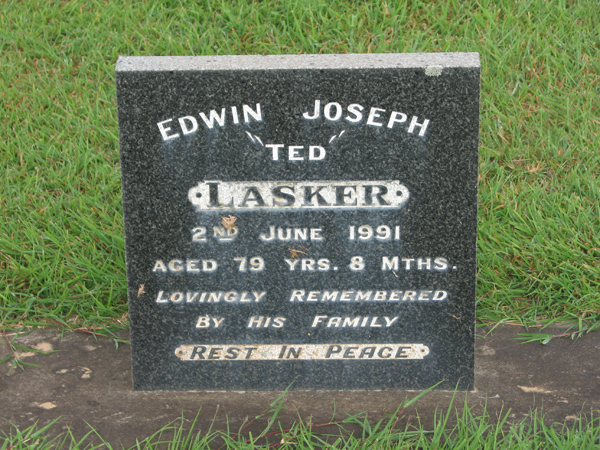 EDWIN JOSEPH
"TED"
LASKER
2ND JUNE 1991
AGED 79 YRS. 8 MTHS.
LOVINGLY REMEMBERED
BY HIS FAMILY
REST IN PEACE